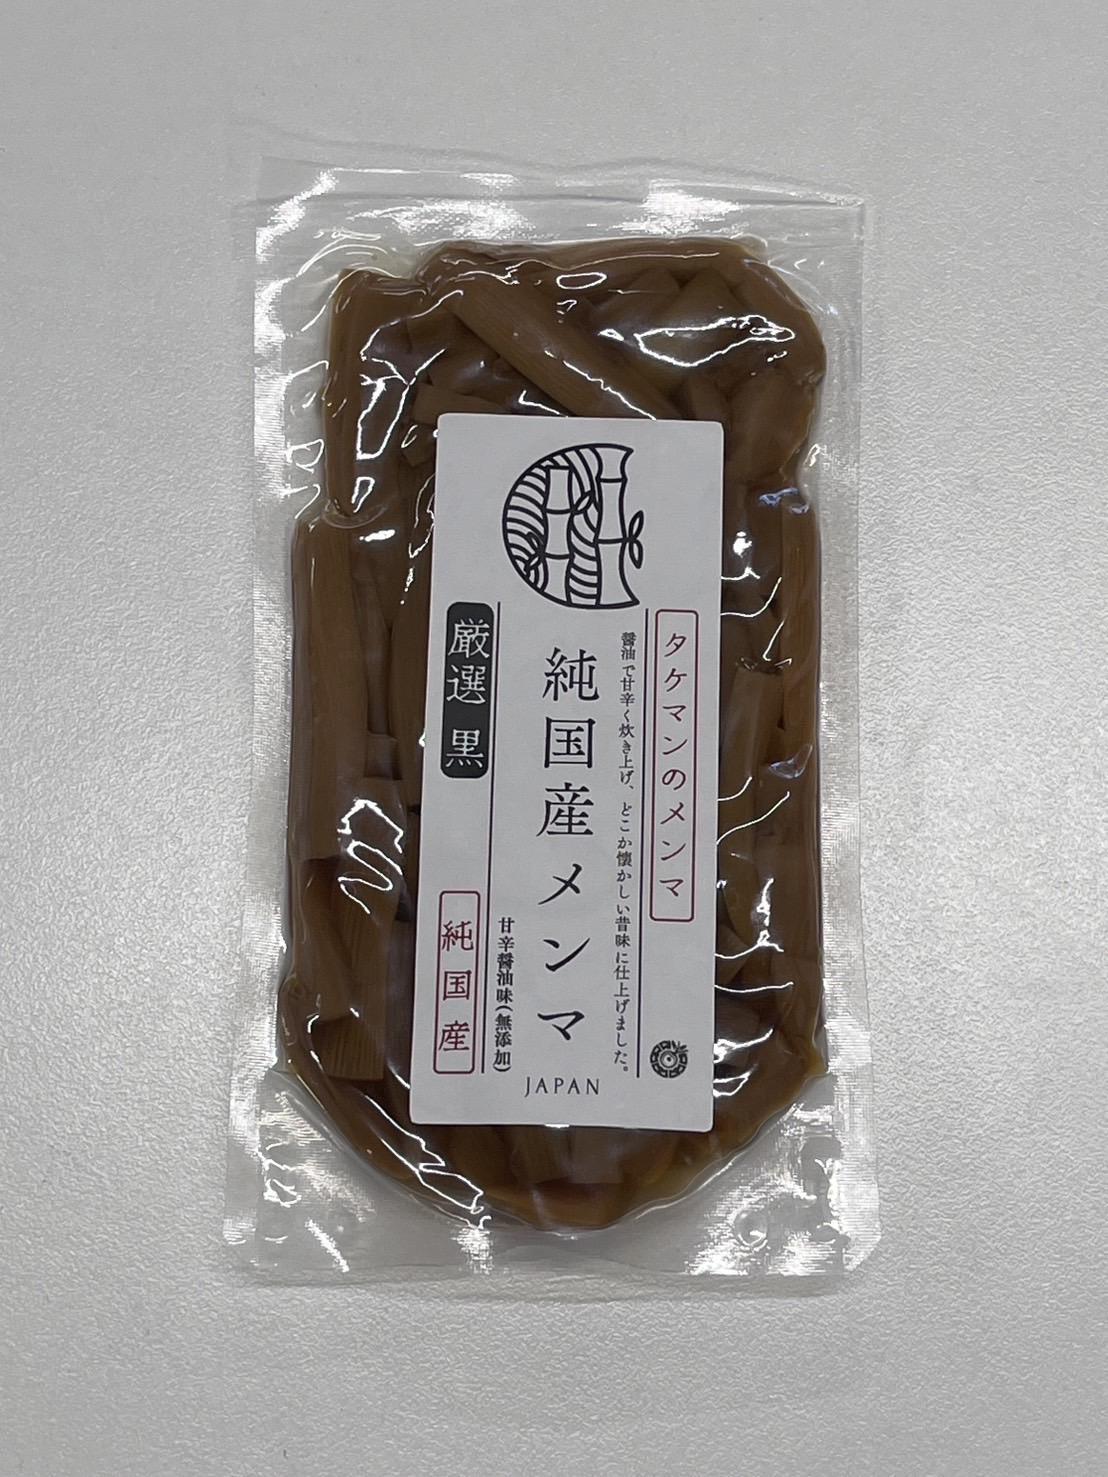 タケマンのメンマ
醤油で甘辛く炊き上げ、どこか懐かしい昔味に仕上げました。
純国産メンマ
JAPAN
甘辛醤油味(無添加)
厳選 黒
純国産